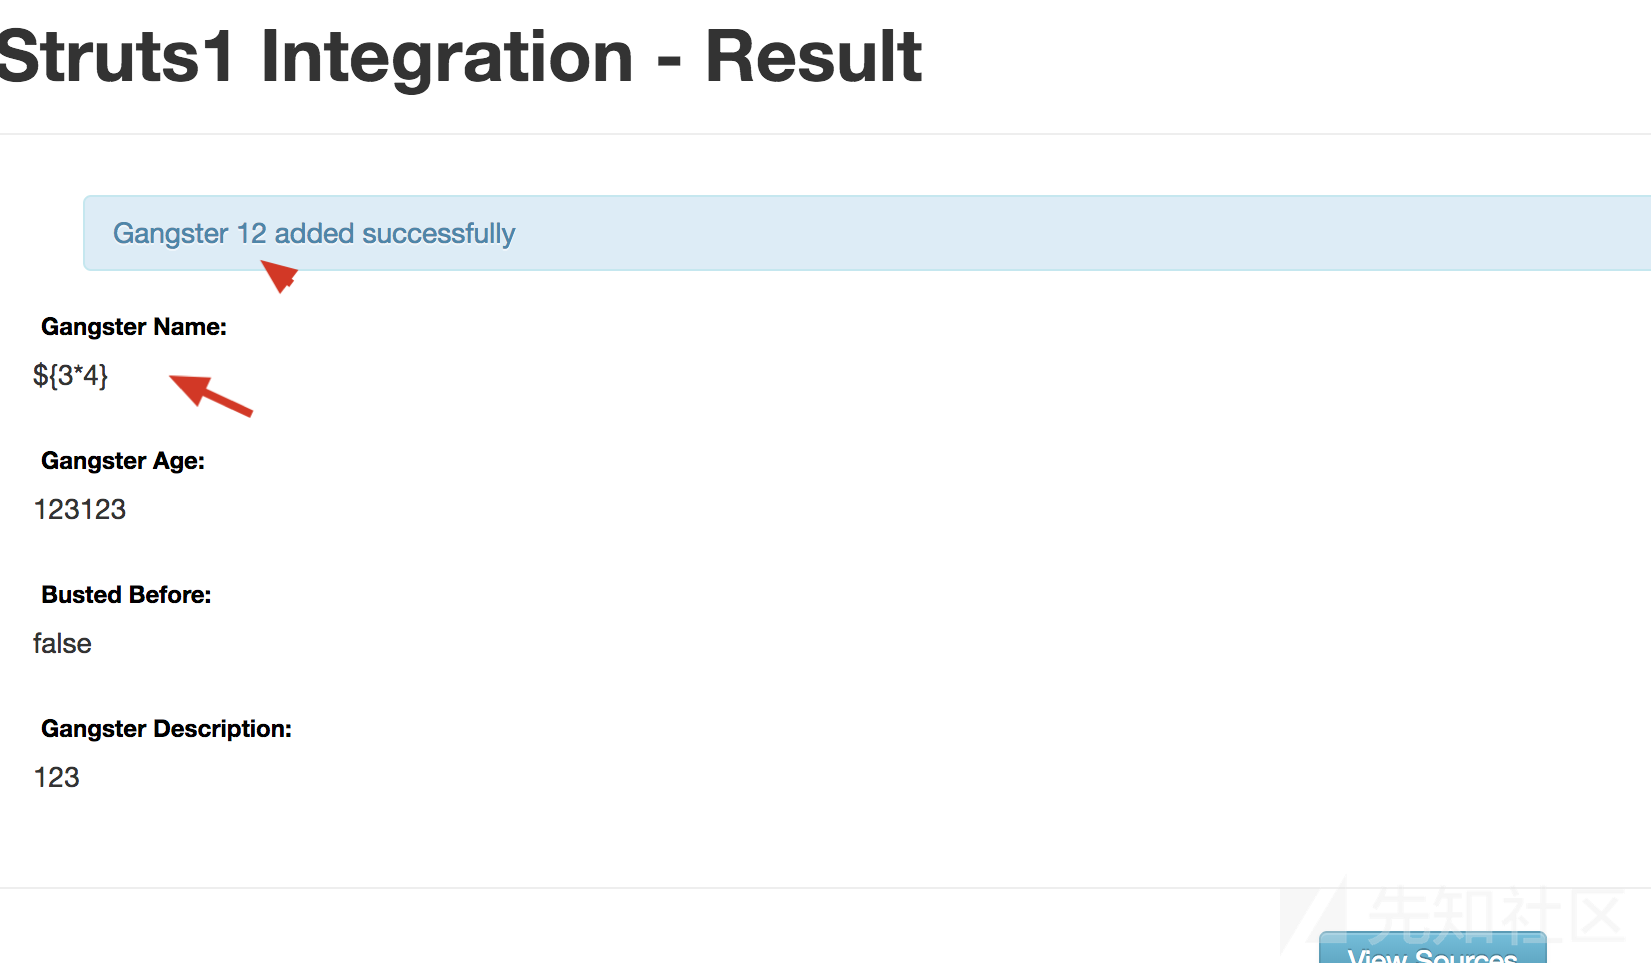 Struts1 Integration - Result
Gangster 12 added successfully
Gangster Name:
${3*4}
Gangster Age:
123123
Busted Before:
false
Gangster Description:
123
先知社区
View Sources